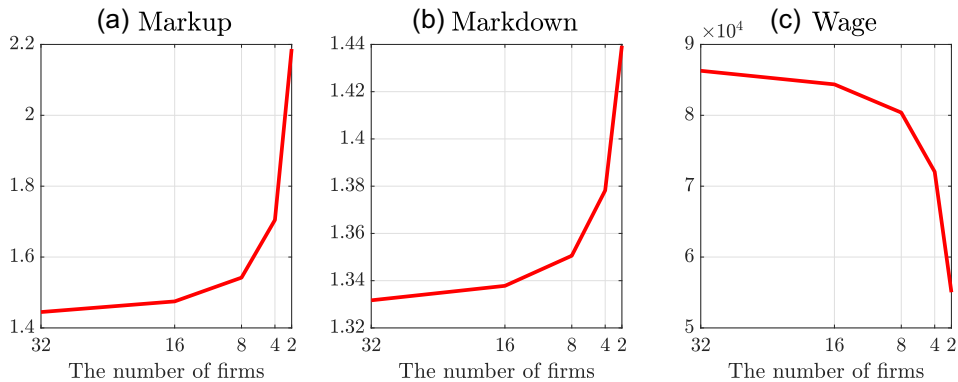 (a) Markup
2.2
2
1.8
1.6
1.4
32 16 8 4 2
The number of firms
(b) Markdown
1.44
1.42
1.4
1.38
1.36
1.34
1.32
32 16 8 4 2
The number of firms
(c) Wage
×10⁴
9
8
7
6
5
32 16 8 4 2
The number of firms